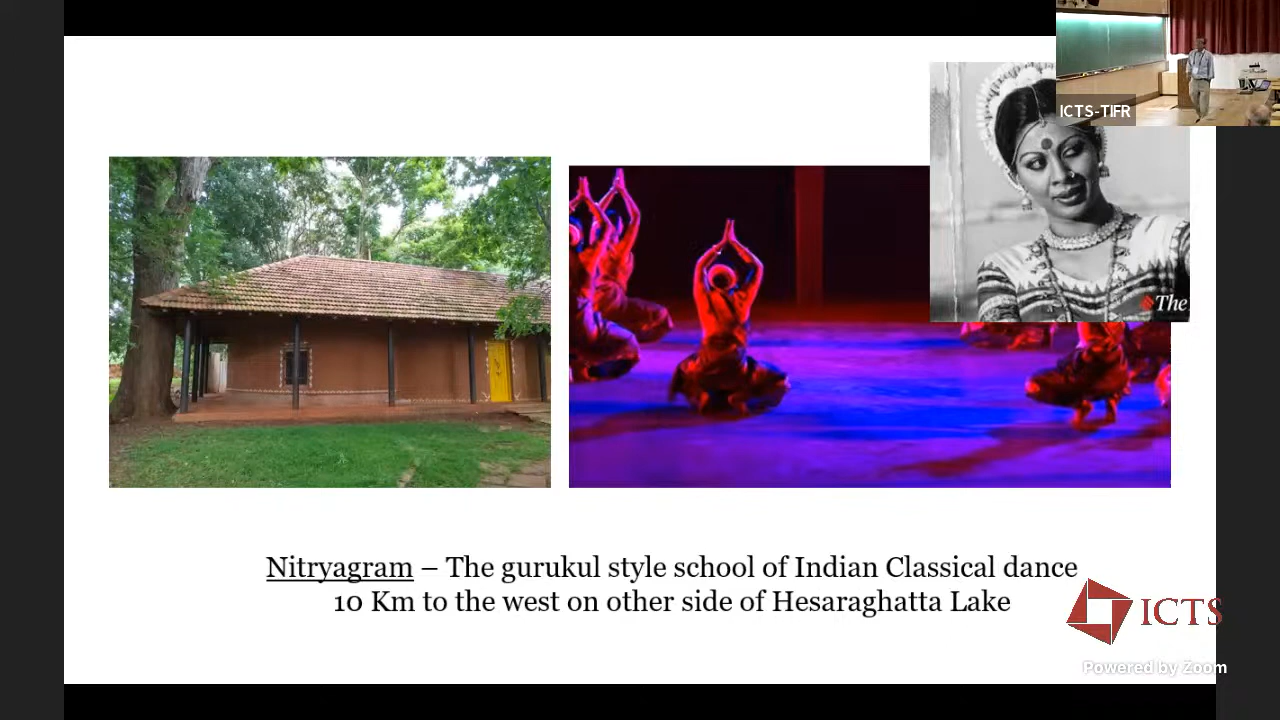 ICTS-TIFR
The
Nitryagram – The gurukul style school of Indian Classical dance
10 Km to the west on other side of Hesaraghatta Lake
ICTS
Powered by Zoom